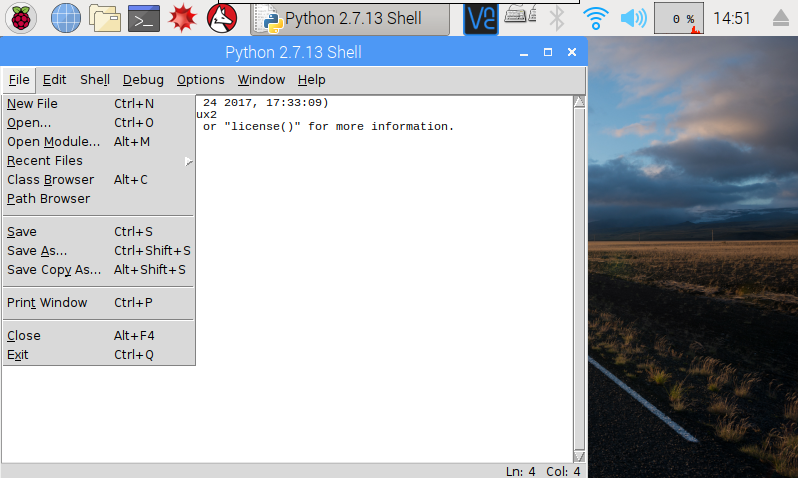 Python 2.7.13 Shell
0 %
14:51
Python 2.7.13 Shell
File Edit Shell Debug Options Window Help
New File Ctrl+N
Open... Ctrl+O
Open Module... Alt+M
Recent Files
Class Browser Alt+C
Path Browser
Save Ctrl+S
Save As... Ctrl+Shift+S
Save Copy As... Alt+Shift+S
Print Window Ctrl+P
Close Alt+F4
Exit Ctrl+Q
24 2017, 17:33:09)
ux2
or "license()" for more information.
Ln: 4 Col: 4